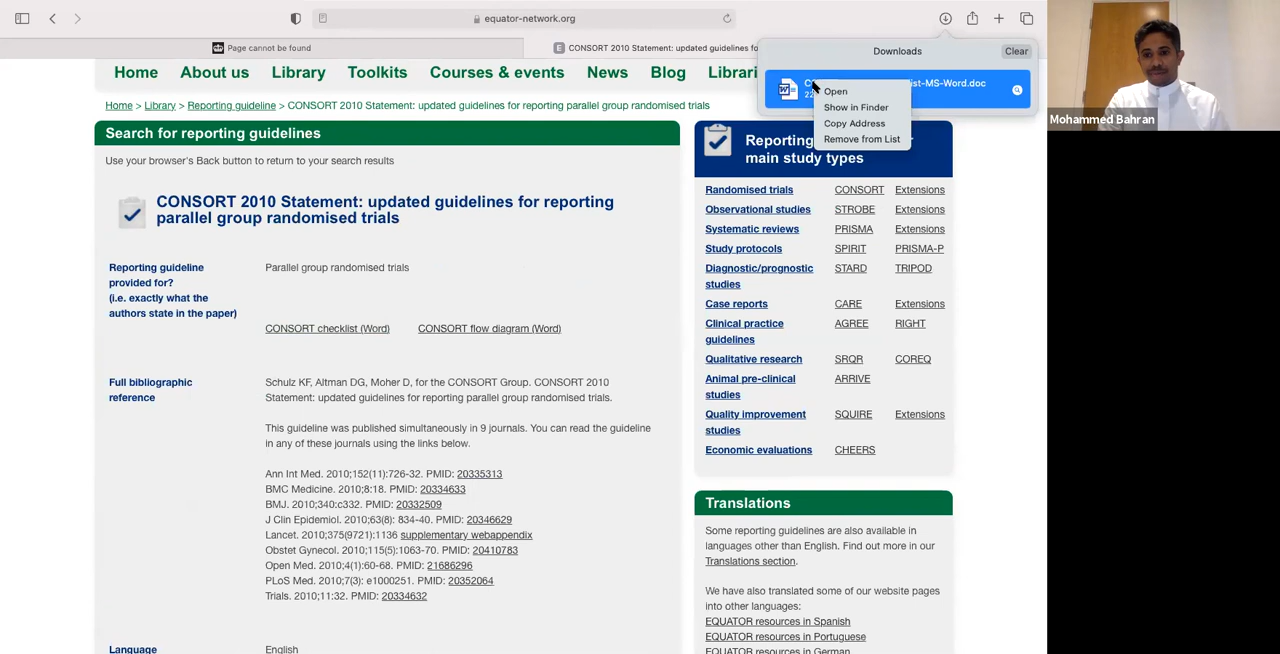 equator-network.org
Page cannot be found
E CONSORT 2010 Statement: updated guidelines fo
Downloads
Clear
list-MS-Word.doc
Open
Show in Finder
Copy Address
Remove from List
Mohammed Bahran
Home About us Library Toolkits Courses & events News Blog Librari
Home > Library > Reporting guideline > CONSORT 2010 Statement: updated guidelines for reporting parallel group randomised trials
Search for reporting guidelines
Use your browser's Back button to return to your search results
CONSORT 2010 Statement: updated guidelines for reporting
parallel group randomised trials
Reporting guideline
provided for?
(i.e. exactly what the
authors state in the paper)
Parallel group randomised trials
CONSORT checklist (Word) CONSORT flow diagram (Word)
Full bibliographic
reference
Schulz KF, Altman DG, Moher D, for the CONSORT Group. CONSORT 2010
Statement: updated guidelines for reporting parallel group randomised trials.
This guideline was published simultaneously in 9 journals. You can read the guideline
in any of these journals using the links below.
Ann Int Med. 2010;152(11):726-32. PMID: 20335313
BMC Medicine. 2010;8:18. PMID: 20334633
BMJ. 2010;340:c332. PMID: 20332509
J Clin Epidemiol. 2010;63(8): 834-40. PMID: 20346629
Lancet. 2010;375(9721):1136 supplementary webappendix
Obstet Gynecol. 2010;115(5):1063-70. PMID: 20410783
Open Med. 2010;4(1):60-68. PMID: 21686296
PLoS Med. 2010;7(3): e1000251. PMID: 20352064
Trials. 2010;11:32. PMID: 20334632
Language English
Reporting
main study types
Randomised trials CONSORT Extensions
Observational studies STROBE Extensions
Systematic reviews PRISMA Extensions
Study protocols SPIRIT PRISMA-P
Diagnostic/prognostic STARD TRIPOD
studies
Case reports CARE Extensions
Clinical practice AGREE RIGHT
guidelines
Qualitative research SRQR COREQ
Animal pre-clinical ARRIVE
studies
Quality improvement SQUIRE Extensions
studies
Economic evaluations CHEERS
Translations
Some reporting guidelines are also available in
languages other than English. Find out more in our
Translations section.
We have also translated some of our website pages
into other languages:
EQUATOR resources in Spanish
EQUATOR resources in Portuguese
EQUATOR resources in German